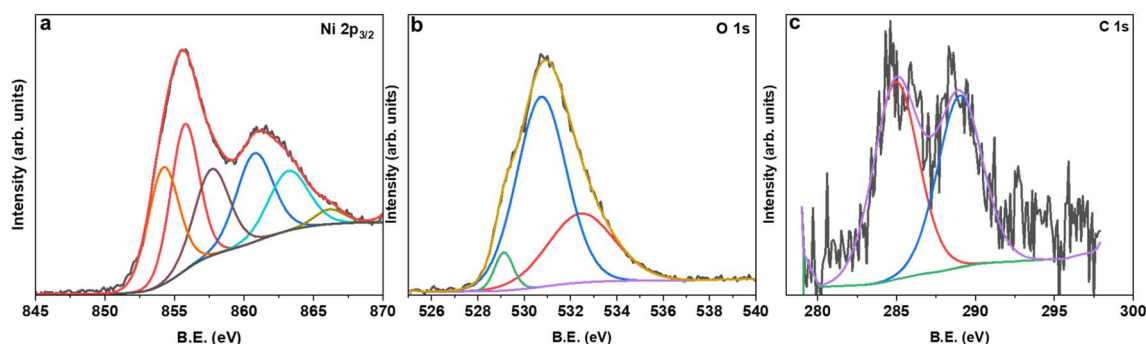 a
Ni 2p3/2
Intensity (arb. units)
845 850 855 860 865 870
B.E. (eV)
b
O 1s
Intensity (arb. units)
526 528 530 532 534 536 538 540
B.E. (eV)
c
C 1s
Intensity (arb. units)
280 285 290 295 300
B.E. (eV)